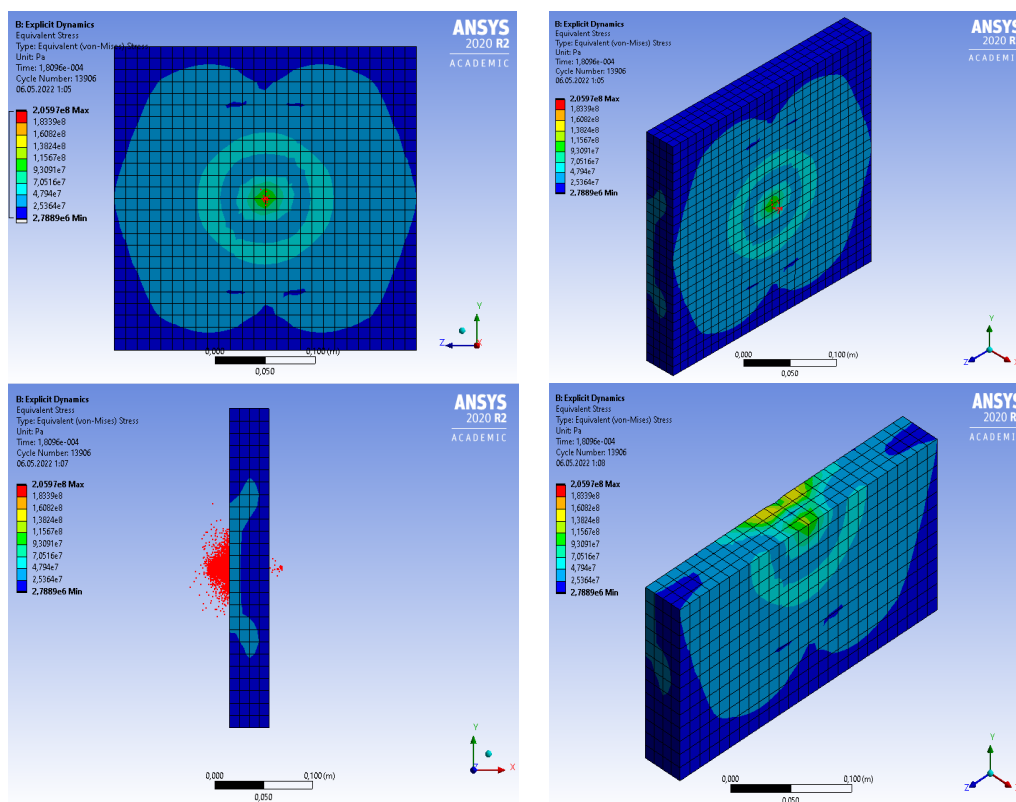 B: Explicit Dynamics
Equivalent Stress
Type: Equivalent (von-Mises) Stress
Unit: Pa
Time: 1,8096e-004
Cycle Number: 13906
06.05.2022 1:05
2,0597e8 Max
1,8339e8
1,6082e8
1,3824e8
1,1567e8
9,3091e7
7,0516e7
4,794e7
2,5364e7
2,7889e6 Min
ANSYS
2020 R2
ACADEMIC
0,000
0,100 (m)
0,050
Y
Z
B: Explicit Dynamics
Equivalent Stress
Type: Equivalent (von-Mises) Stress
Unit: Pa
Time: 1,8096e-004
Cycle Number: 13906
06.05.2022 1:05
2,0597e8 Max
1,8339e8
1,6082e8
1,3824e8
1,1567e8
9,3091e7
7,0516e7
4,794e7
2,5364e7
2,7889e6 Min
ANSYS
2020 R2
ACADEMIC
0,000
0,100 (m)
0,050
Y
Z
X
B: Explicit Dynamics
Equivalent Stress
Type: Equivalent (von-Mises) Stress
Unit: Pa
Time: 1,8096e-004
Cycle Number: 13906
06.05.2022 1:07
2,0597e8 Max
1,8339e8
1,6082e8
1,3824e8
1,1567e8
9,3091e7
7,0516e7
4,794e7
2,5364e7
2,7889e6 Min
ANSYS
2020 R2
ACADEMIC
0,000
0,100 (m)
0,050
Y
Z
X
B: Explicit Dynamics
Equivalent Stress
Type: Equivalent (von-Mises) Stress
Unit: Pa
Time: 1,8096e-004
Cycle Number: 13906
06.05.2022 1:08
2,0597e8 Max
1,8339e8
1,6082e8
1,3824e8
1,1567e8
9,3091e7
7,0516e7
4,794e7
2,5364e7
2,7889e6 Min
ANSYS
2020 R2
ACADEMIC
0,000
0,100 (m)
0,050
Y
Z
X